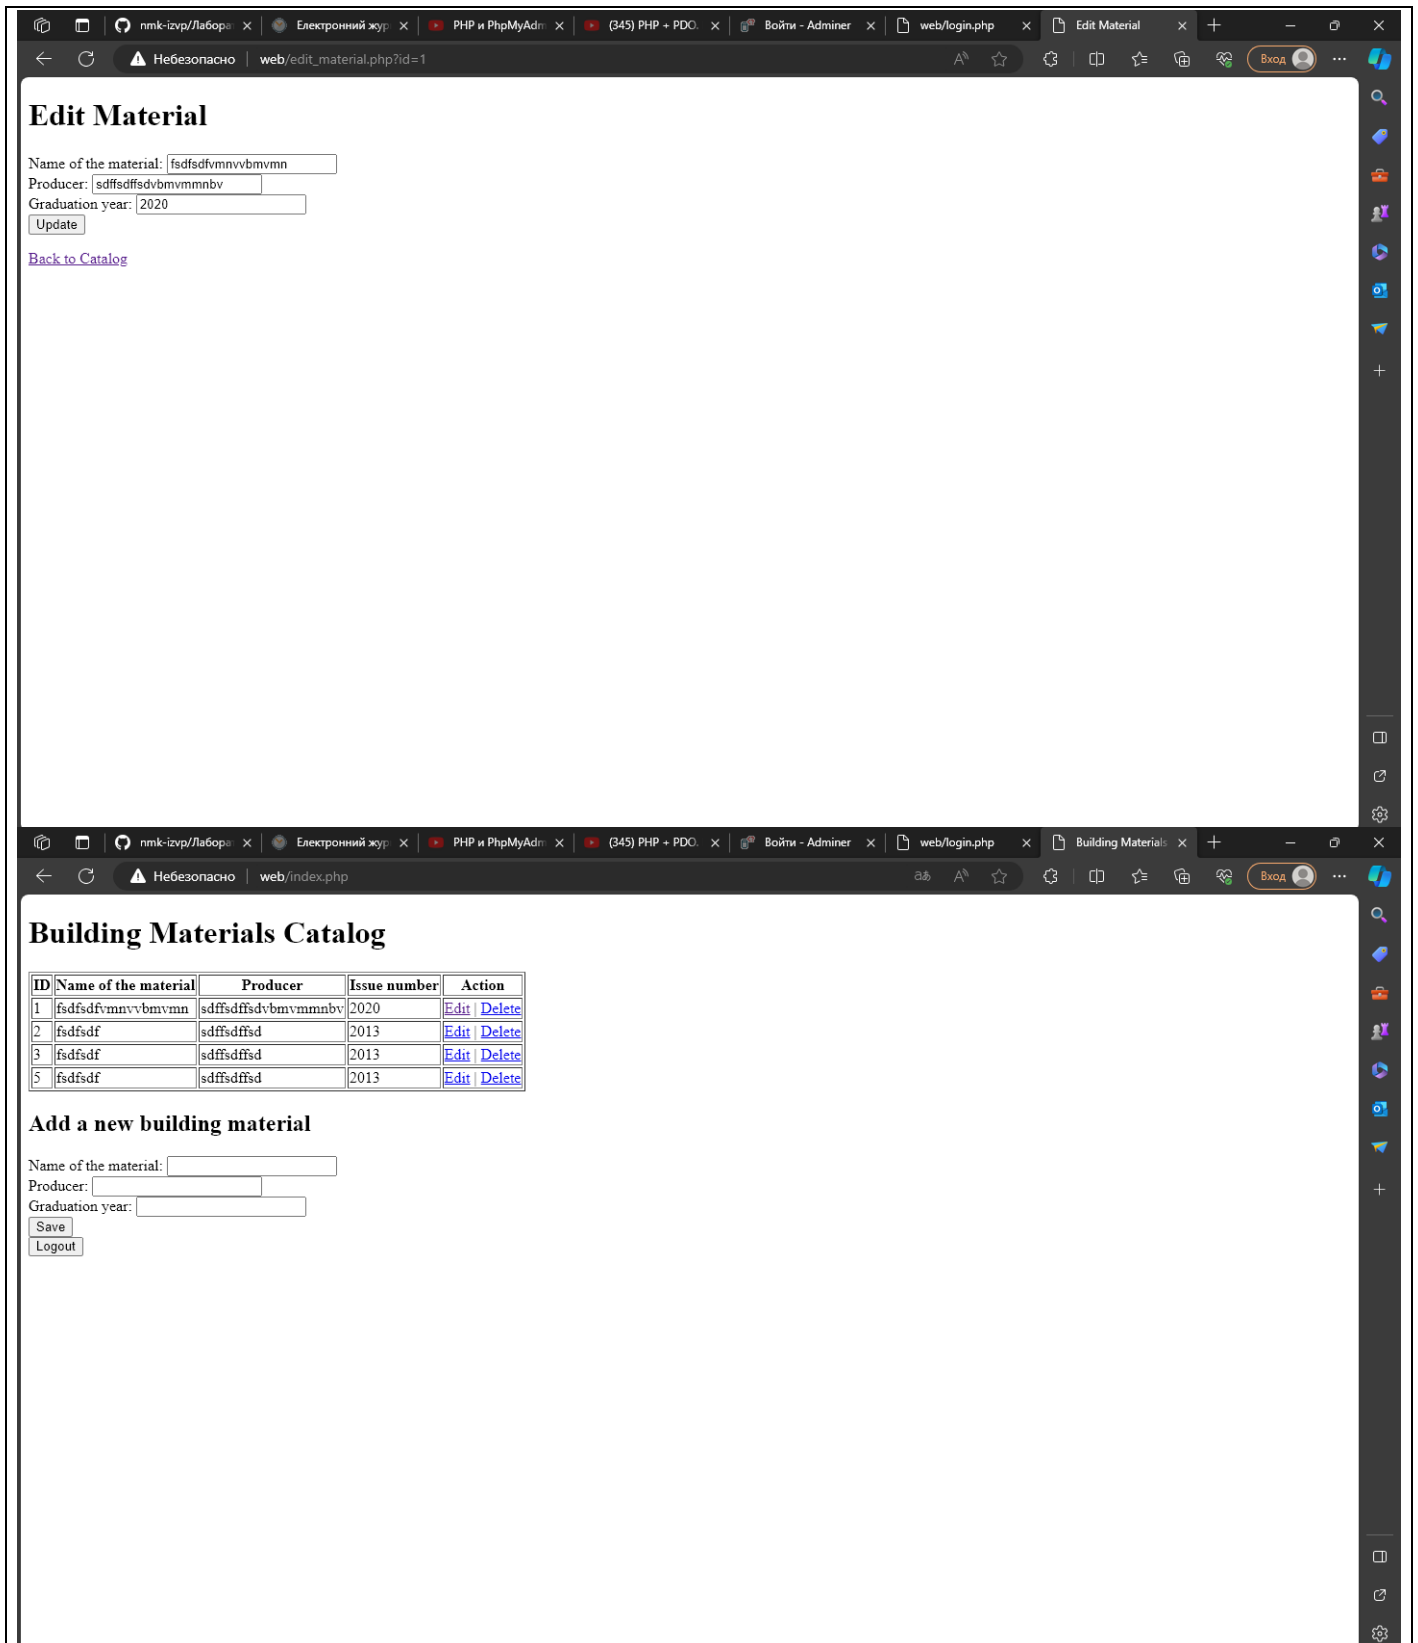 nmk-izvp/Лабора
Електронний жур
PHP и PhpMyAdm
(345) PHP + PDO.
Войти - Adminer
web/login.php
Edit Material
Небезопасно
web/edit_material.php?id=1
Вход
Edit Material
Name of the material: fsdfsdfvmnvvbmvmn
Producer: sdffsdffsdvbmvmmnbv
Graduation year: 2020
Update
Back to Catalog
nmk-izvp/Лабора
Електронний жур
PHP и PhpMyAdm
(345) PHP + PDO.
Войти - Adminer
web/login.php
Building Materials
Небезопасно
web/index.php
Вход
Building Materials Catalog
ID Name of the material Producer Issue number Action
1 fsdfsdfvmnvvbmvmn sdffsdffsdvbmvmmnbv 2020 Edit | Delete
2 fsdfsdf sdffsdffsd 2013 Edit | Delete
3 fsdfsdf sdffsdffsd 2013 Edit | Delete
5 fsdfsdf sdffsdffsd 2013 Edit | Delete
Add a new building material
Name of the material:
Producer:
Graduation year:
Save
Logout